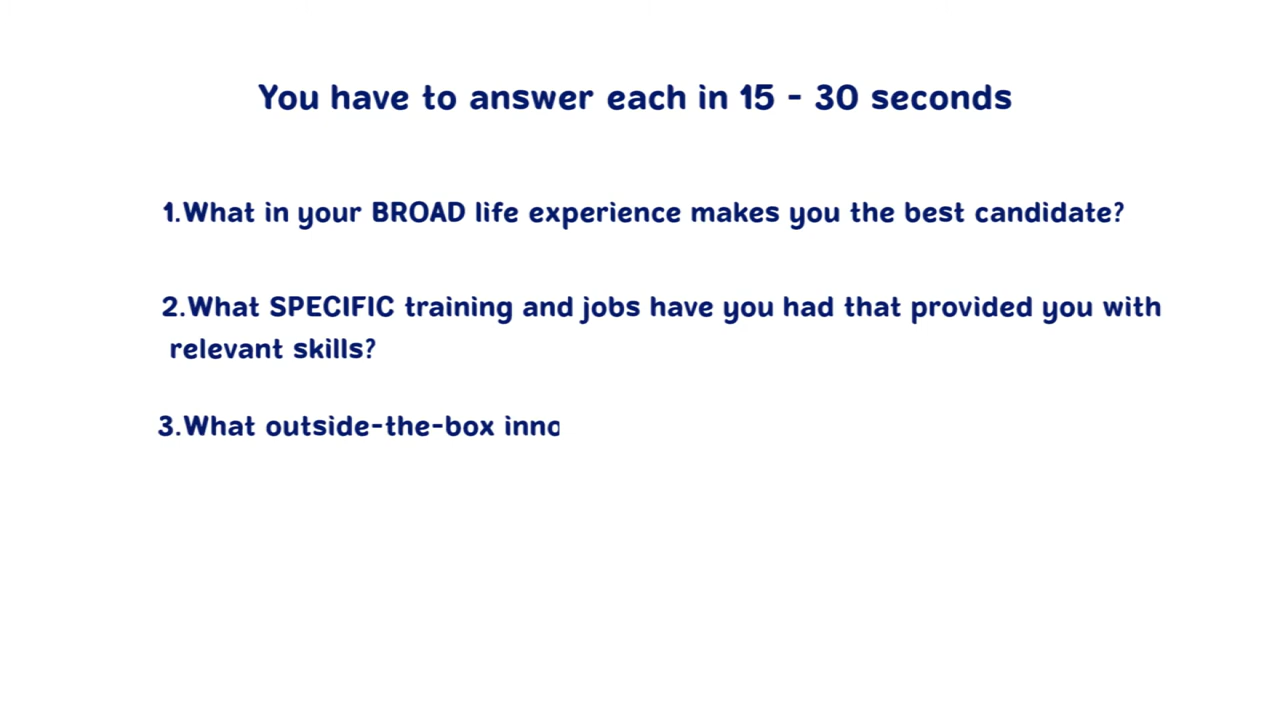 You have to answer each in 15 - 30 seconds
1.What in your BROAD life experience makes you the best candidate?
2.What SPECIFIC training and jobs have you had that provided you with
relevant skills?
3.What outside-the-box inno